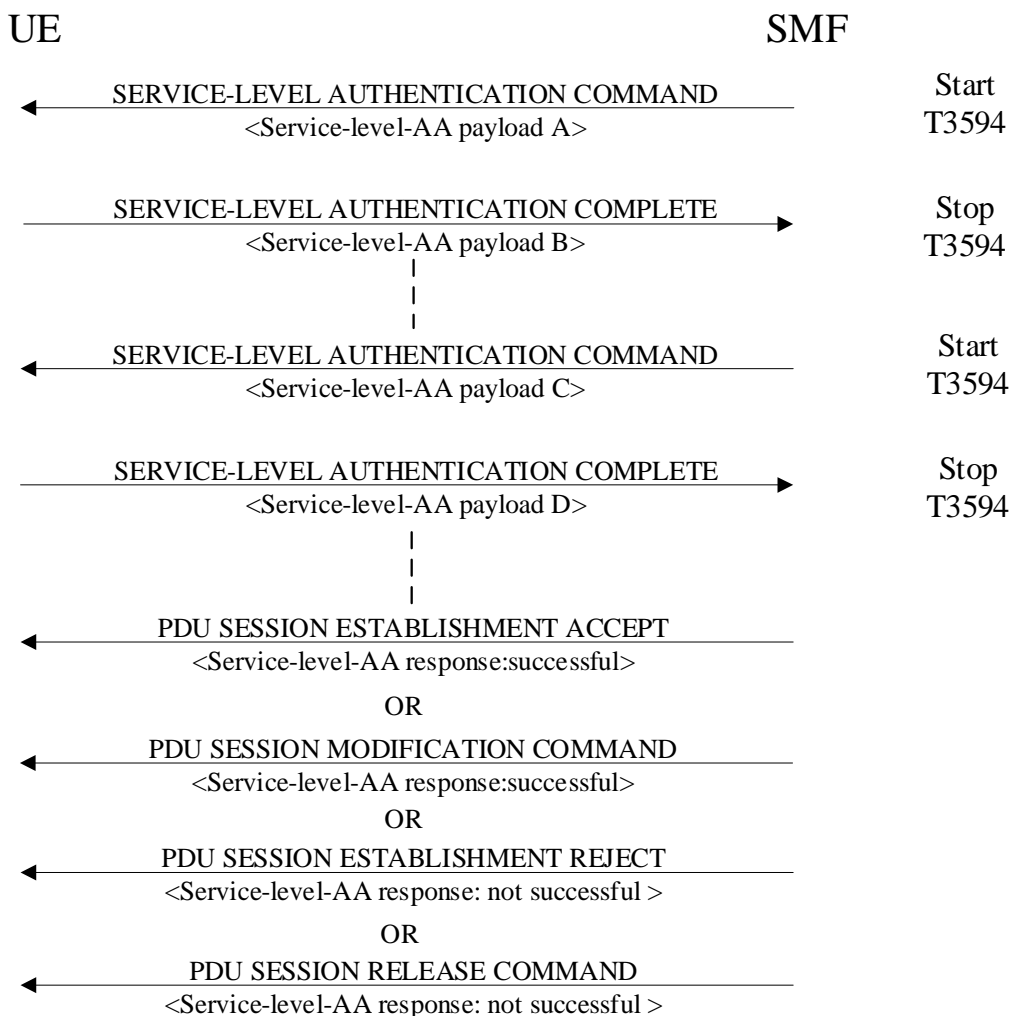 UE
SMF
SERVICE-LEVEL AUTHENTICATION COMMAND
<Service-level-AA payload A>
Start
T3594
SERVICE-LEVEL AUTHENTICATION COMPLETE
<Service-level-AA payload B>
Stop
T3594
SERVICE-LEVEL AUTHENTICATION COMMAND
<Service-level-AA payload C>
Start
T3594
SERVICE-LEVEL AUTHENTICATION COMPLETE
<Service-level-AA payload D>
Stop
T3594
PDU SESSION ESTABLISHMENT ACCEPT
<Service-level-AA response:successful>
OR
PDU SESSION MODIFICATION COMMAND
<Service-level-AA response:successful>
OR
PDU SESSION ESTABLISHMENT REJECT
<Service-level-AA response: not successful >
OR
PDU SESSION RELEASE COMMAND
<Service-level-AA response: not successful >